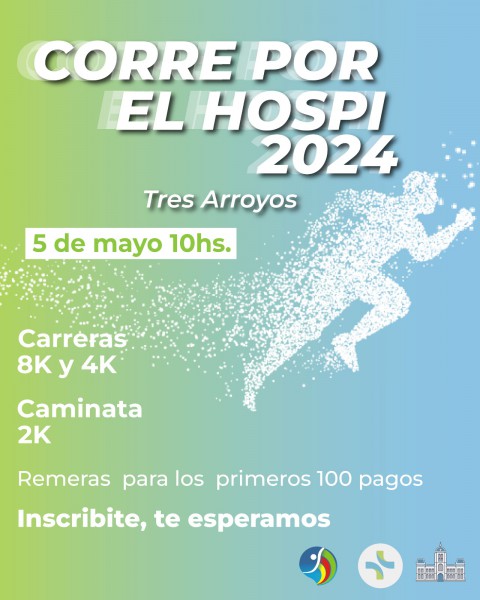 CORRE POR
EL HOSPI
2024
Tres Arroyos
5 de mayo 10hs.
Carreras
8K y 4K
Caminata
2K
Remeras para los primeros 100 pagos
Inscribite, te esperamos